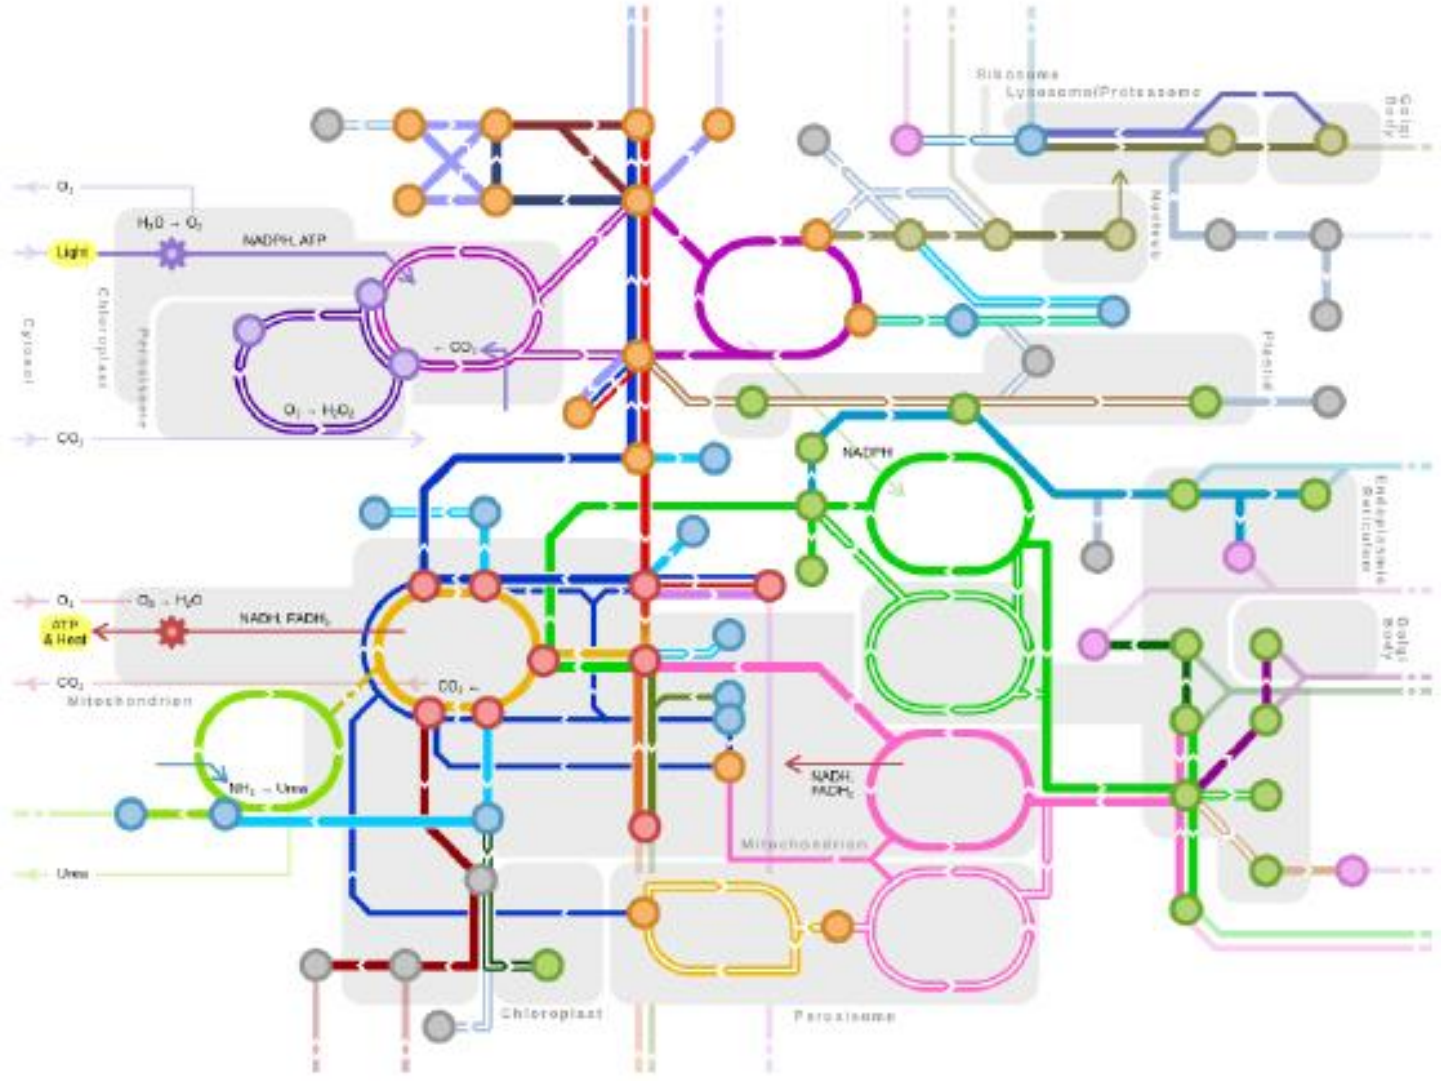 Ribosome
Lysosome/Proteasome
Golgi
Body
O₂
H₂O → O₂
Light
NADPH, ATP
Nucleus
Cytosol
Chloroplast
Peroxisome
← CO₂
O₂ → H₂O₂
Plastid
CO₂
NADPH
Endoplasmic
Reticulum
O₂
O₂ → H₂O
ATP
& Heat
NADH, FADH₂
Golgi
Body
CO₂
CO₂ ←
Mitochondrion
NADH,
FADH₂
NH₃ → Urea
Mitochondrion
Urea
Chloroplast
Peroxisome